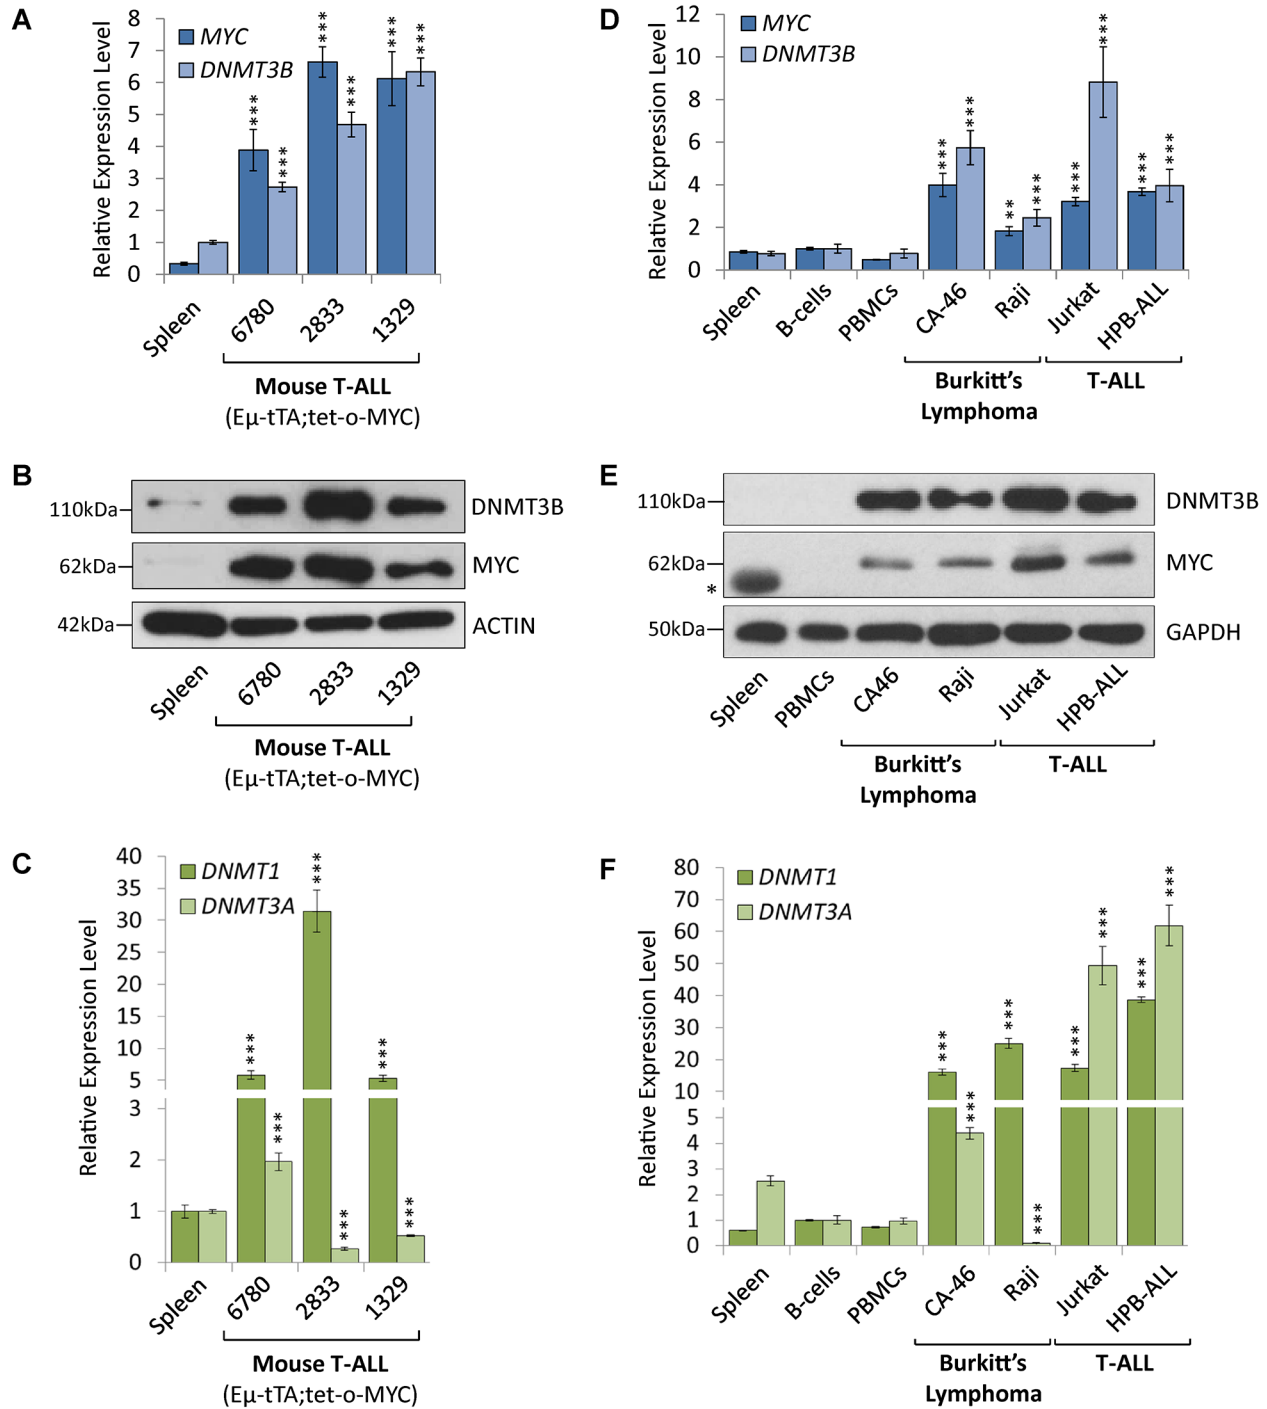 A
Relative Expression Level
8
7
6
5
4
3
2
1
0
MYC
DNMT3B
***
***
***
***
***
***
Spleen
6780
2833
1329
Mouse T-ALL
(Eμ-tTA;tet-o-MYC)
D
Relative Expression Level
12
10
8
6
4
2
0
MYC
DNMT3B
***
***
**
***
***
***
***
***
Spleen
B-cells
PBMCs
CA-46
Raji
Jurkat
HPB-ALL
Burkitt's
Lymphoma
T-ALL
B
110kDa
DNMT3B
62kDa
MYC
42kDa
ACTIN
Spleen
6780
2833
1329
Mouse T-ALL
(Eμ-tTA;tet-o-MYC)
E
110kDa
DNMT3B
62kDa
MYC
*
50kDa
GAPDH
Spleen
PBMCs
CA46
Raji
Jurkat
HPB-ALL
Burkitt's
Lymphoma
T-ALL
C
Relative Expression Level
40
35
30
25
20
15
10
5
3
2
1
0
DNMT1
DNMT3A
***
***
***
***
***
***
Spleen
6780
2833
1329
Mouse T-ALL
(Eμ-tTA;tet-o-MYC)
F
Relative Expression Level
80
70
60
50
40
30
20
10
5
4
3
2
1
0
DNMT1
DNMT3A
***
***
***
***
***
***
***
***
Spleen
B-cells
PBMCs
CA-46
Raji
Jurkat
HPB-ALL
Burkitt's
Lymphoma
T-ALL